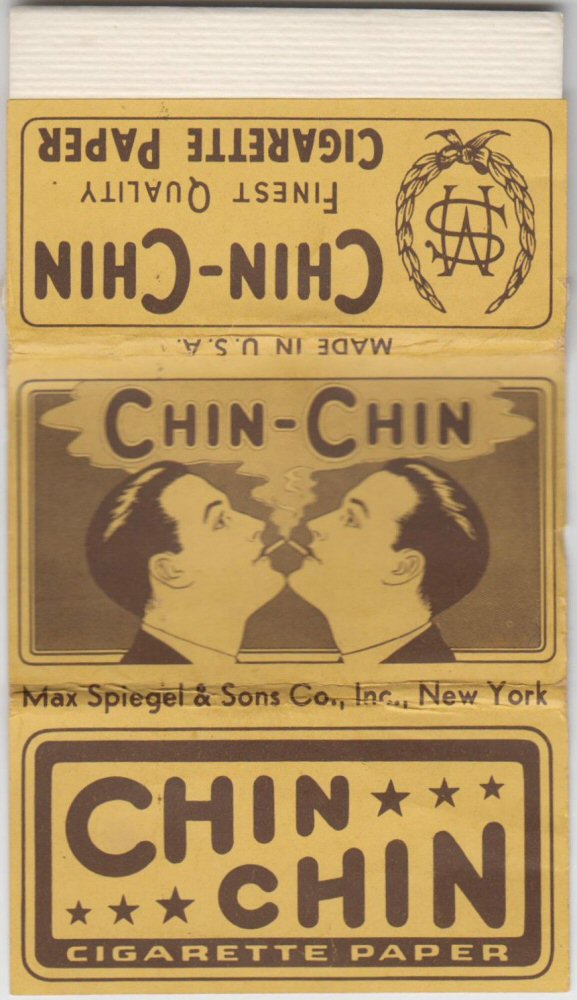 MADE IN U.S.A.
CHIN-CHIN
FINEST QUALITY
CIGARETTE PAPER
CHIN-CHIN
Max Spiegel & Sons Co., Inc., New York
CHIN
CHIN
CIGARETTE PAPER